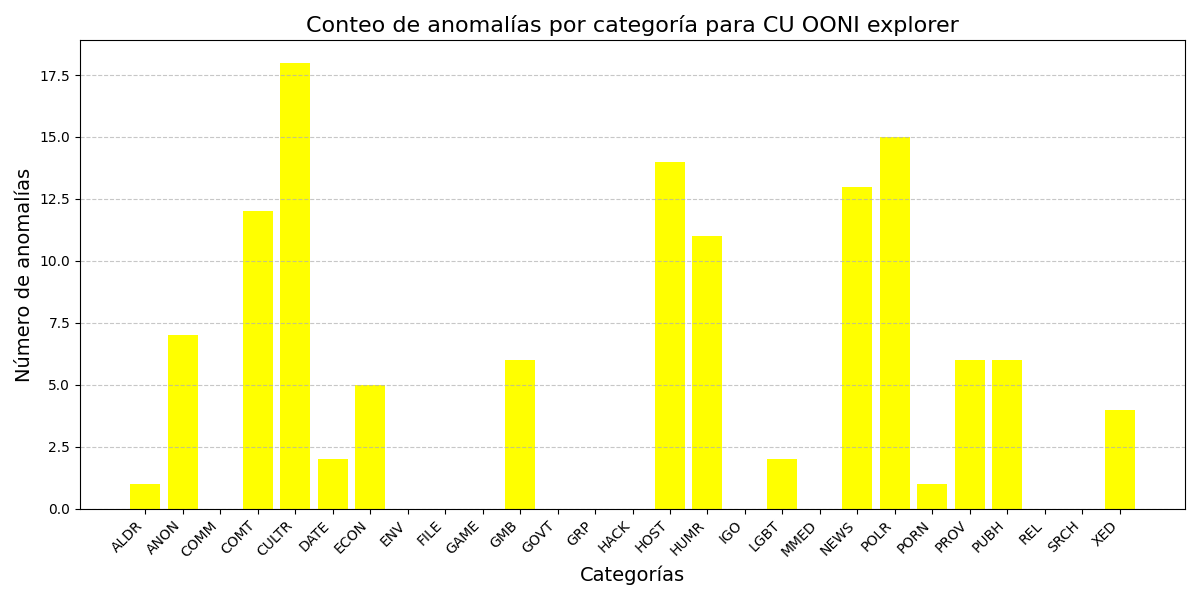 Conteo de anomalías por categoría para CU OONI explorer
Número de anomalías
17.5
15.0
12.5
10.0
7.5
5.0
2.5
0.0
ALDR ANON COMM COMT CULTR DATE ECON ENV FILE GAME GMB GOVT GRP HACK HOST HUMR IGO LGBT MMED NEWS POLR PORN PROV PUBH REL SRCH XED
Categorías